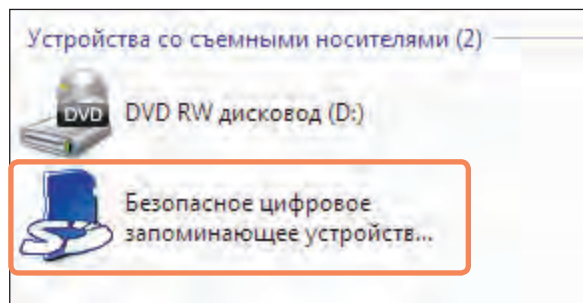 Устройства со съемными носителями (2)
DVD
DVD RW дисковод (D:)
Безопасное цифровое
запоминающее устройств...